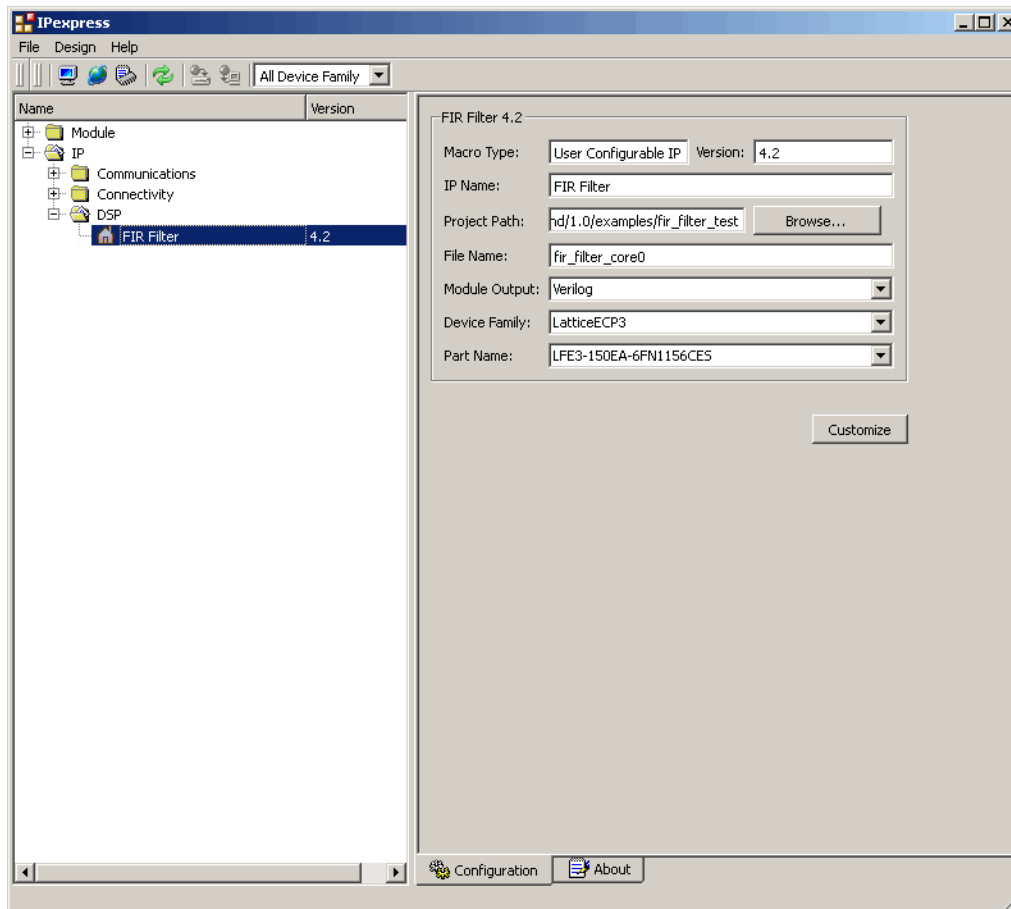 IPexpress
File Design Help
All Device Family
Name Version
Module
IP
Communications
Connectivity
DSP
FIR Filter 4.2
FIR Filter 4.2
Macro Type: User Configurable IP Version: 4.2
IP Name: FIR Filter
Project Path: nd/1.0/examples/fir_filter_test Browse...
File Name: fir_filter_core0
Module Output: Verilog
Device Family: LatticeECP3
Part Name: LFE3-150EA-6FN1156CES
Customize
Configuration About